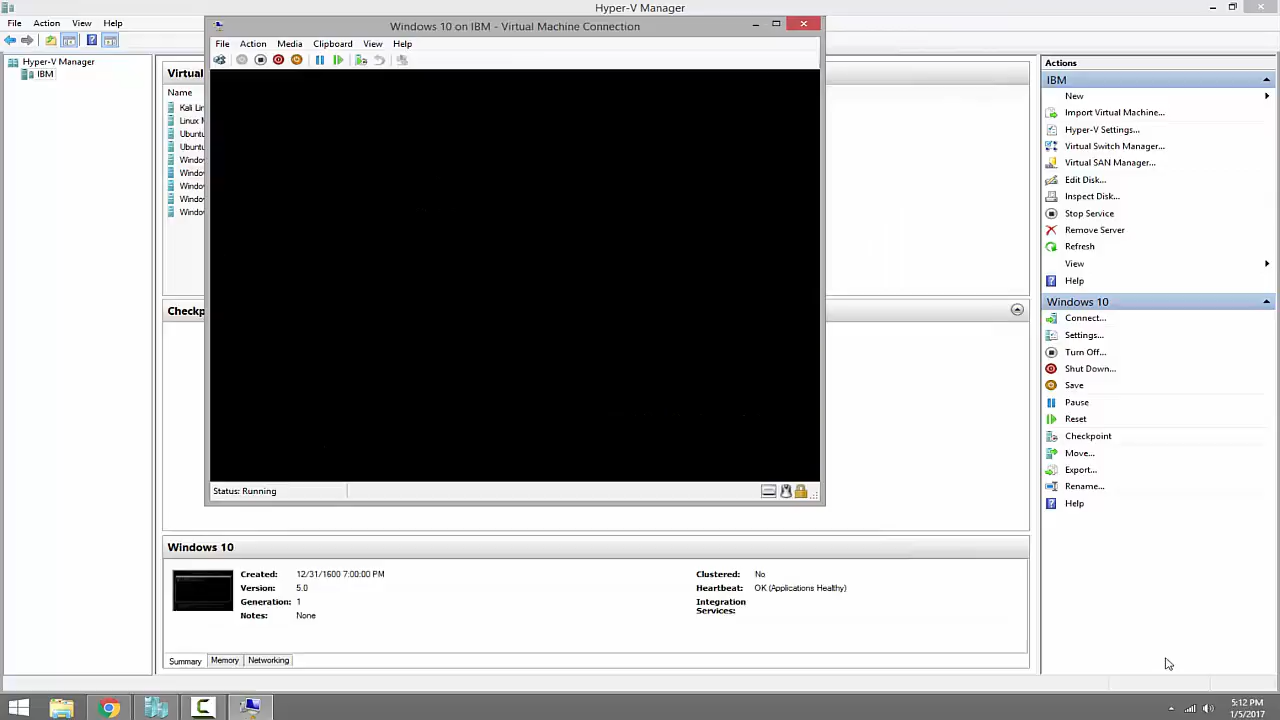 Hyper-V Manager
File Action View Help
Hyper-V Manager
IBM
Virtual
Name
Kali Lin
Linux M
Ubuntu
Ubuntu
Window
Window
Window
Window
Window
Checkp
Windows 10 on IBM - Virtual Machine Connection
File Action Media Clipboard View Help
Status: Running
Windows 10
Created: 12/31/1600 7:00:00 PM
Version: 5.0
Generation: 1
Notes: None
Clustered: No
Heartbeat: OK (Applications Healthy)
Integration
Services:
Summary Memory Networking
Actions
IBM
New
Import Virtual Machine...
Hyper-V Settings...
Virtual Switch Manager...
Virtual SAN Manager...
Edit Disk...
Inspect Disk...
Stop Service
Remove Server
Refresh
View
Help
Windows 10
Connect...
Settings...
Turn Off...
Shut Down...
Save
Pause
Reset
Checkpoint
Move...
Export...
Rename...
Help
5:12 PM
1/5/2017